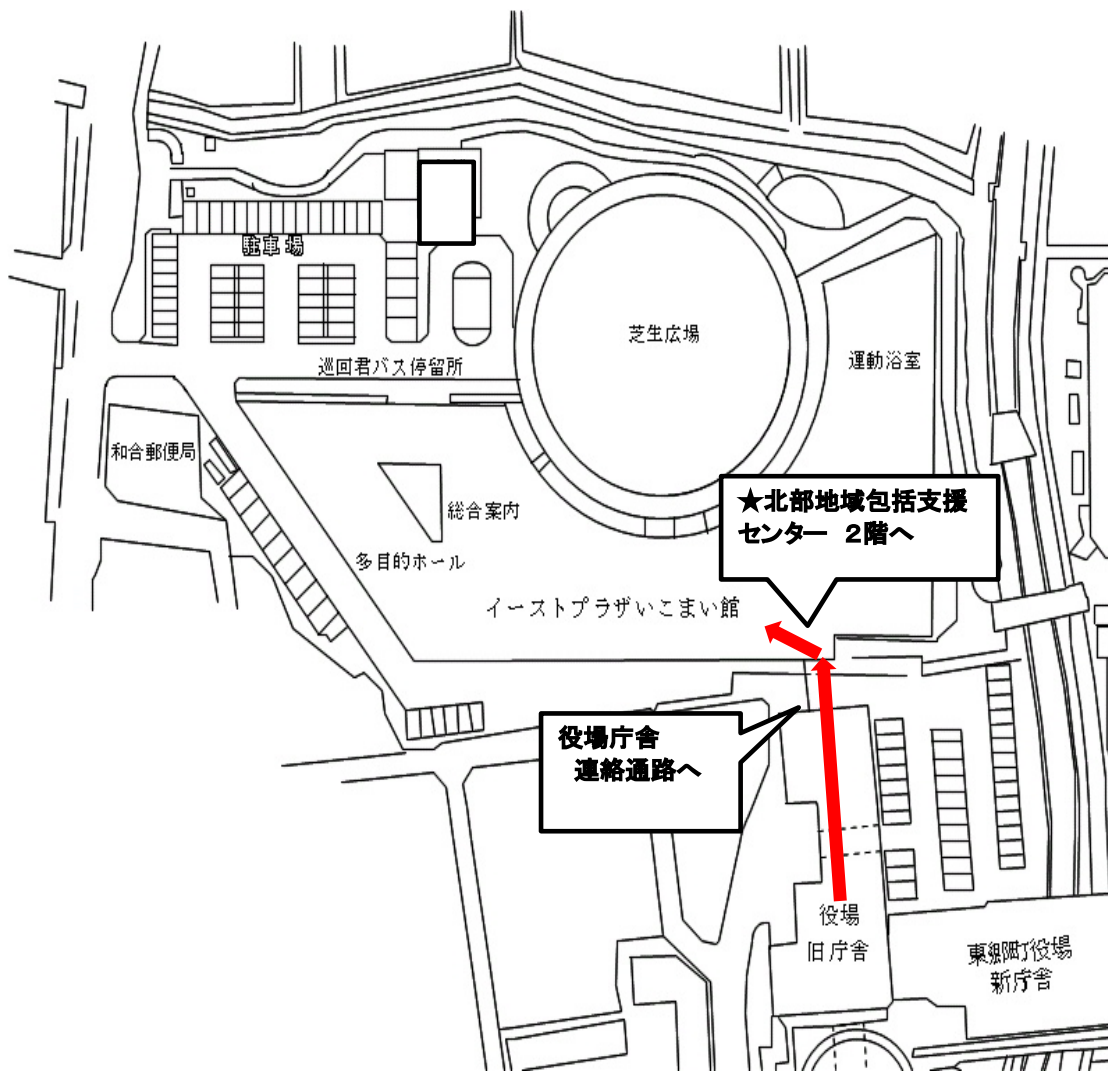 駐車場
芝生広場
運動浴室
巡回君バス停留所
和合郵便局
総合案内
多目的ホール
★北部地域包括支援
センター　2階へ
イーストプラザいこまい館
役場庁舎
連絡通路へ
役場
旧庁舎
東郷町役場
新庁舎